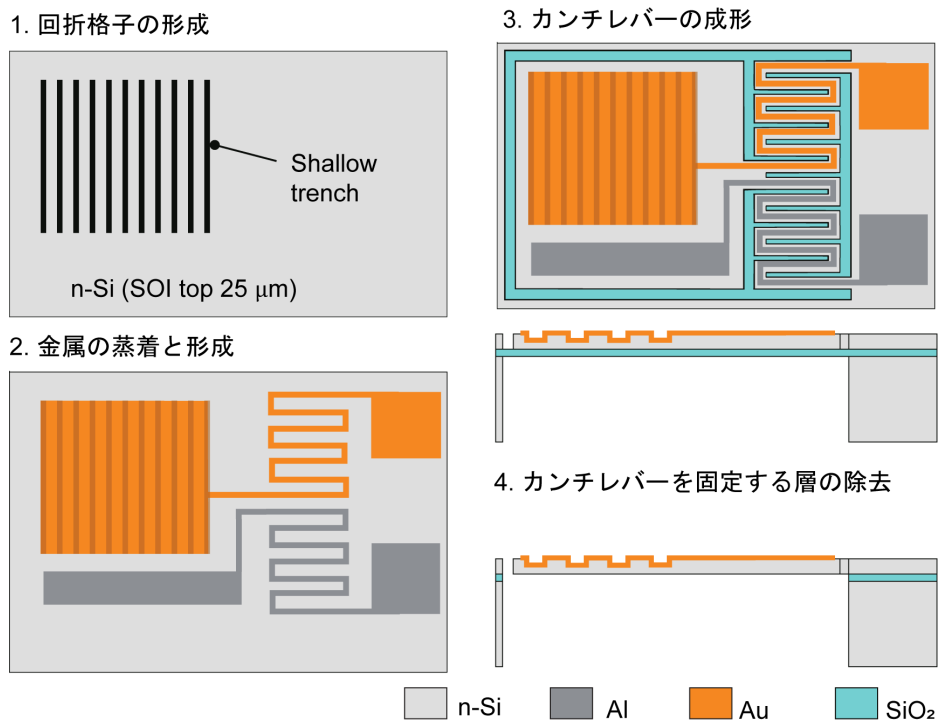 1. 回折格子の形成
Shallow
trench
n-Si (SOI top 25 μm)
2. 金属の蒸着と形成
3. カンチレバーの成形
4. カンチレバーを固定する層の除去
n-Si
Al
Au
SiO₂